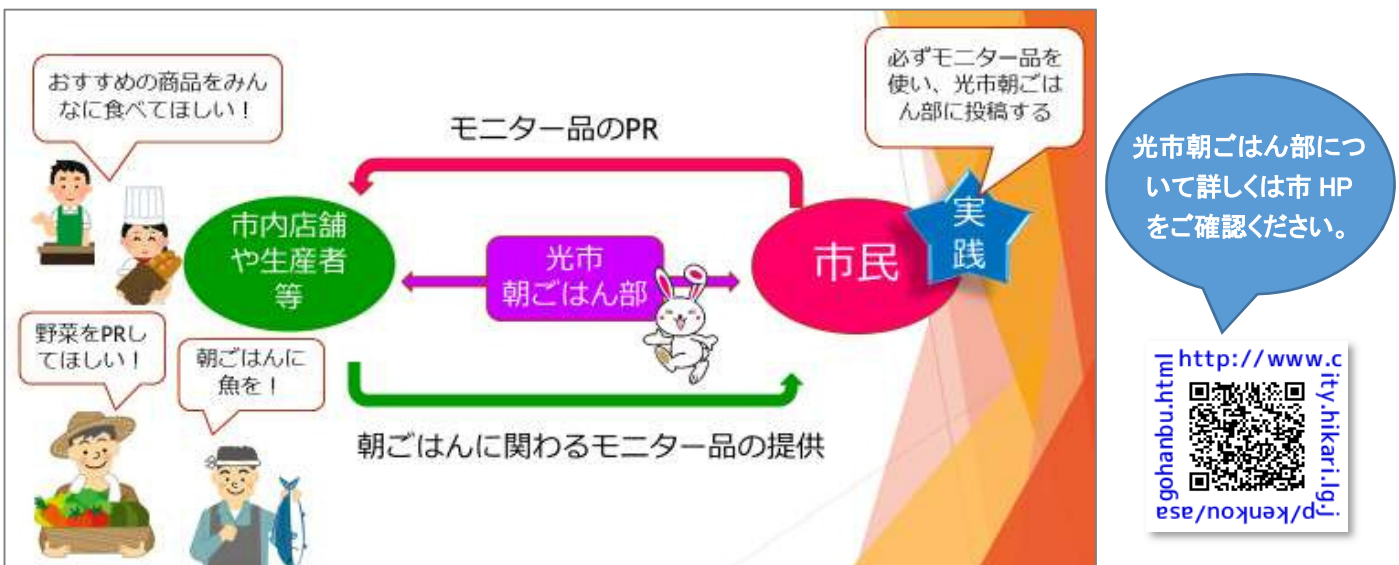 おすすめの商品をみん
なに食べてほしい！
モニター品のPR
必ずモニター品を
使い、光市朝ごは
ん部に投稿する
市内店舗
や生産者
等
光市
朝ごはん部
市民
実
践
野菜をPRし
てほしい！
朝ごはんに
魚を！
朝ごはんに関わるモニター品の提供
光市朝ごはん部につ
いて詳しくは市 HP
をご確認ください。
http://www.c
ity.hikari.lg.j
p/kenkou/asa
gohanbu.html